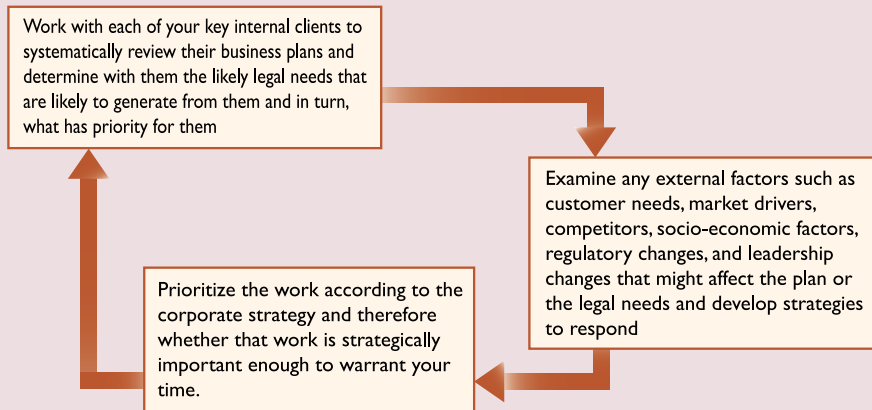 Work with each of your key internal clients to
systematically review their business plans and
determine with them the likely legal needs that
are likely to generate from them and in turn,
what has priority for them
Examine any external factors such as
customer needs, market drivers,
competitors, socio-economic factors,
regulatory changes, and leadership
changes that might affect the plan or
the legal needs and develop strategies
to respond
Prioritize the work according to the
corporate strategy and therefore
whether that work is strategically
important enough to warrant your
time.